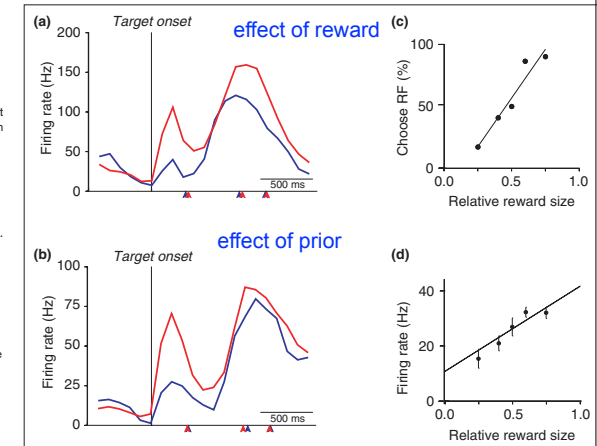 (a)
Target onset
effect of reward
200
150
100
50
0
Firing rate (Hz)
500 ms
(c)
100
50
0
Choose RF (%)
0.0
0.5
1.0
Relative reward size
(b)
Target onset
effect of prior
100
75
50
25
0
Firing rate (Hz)
500 ms
(d)
40
20
0
Firing rate (Hz)
0.0
0.5
1.0
Relative reward size